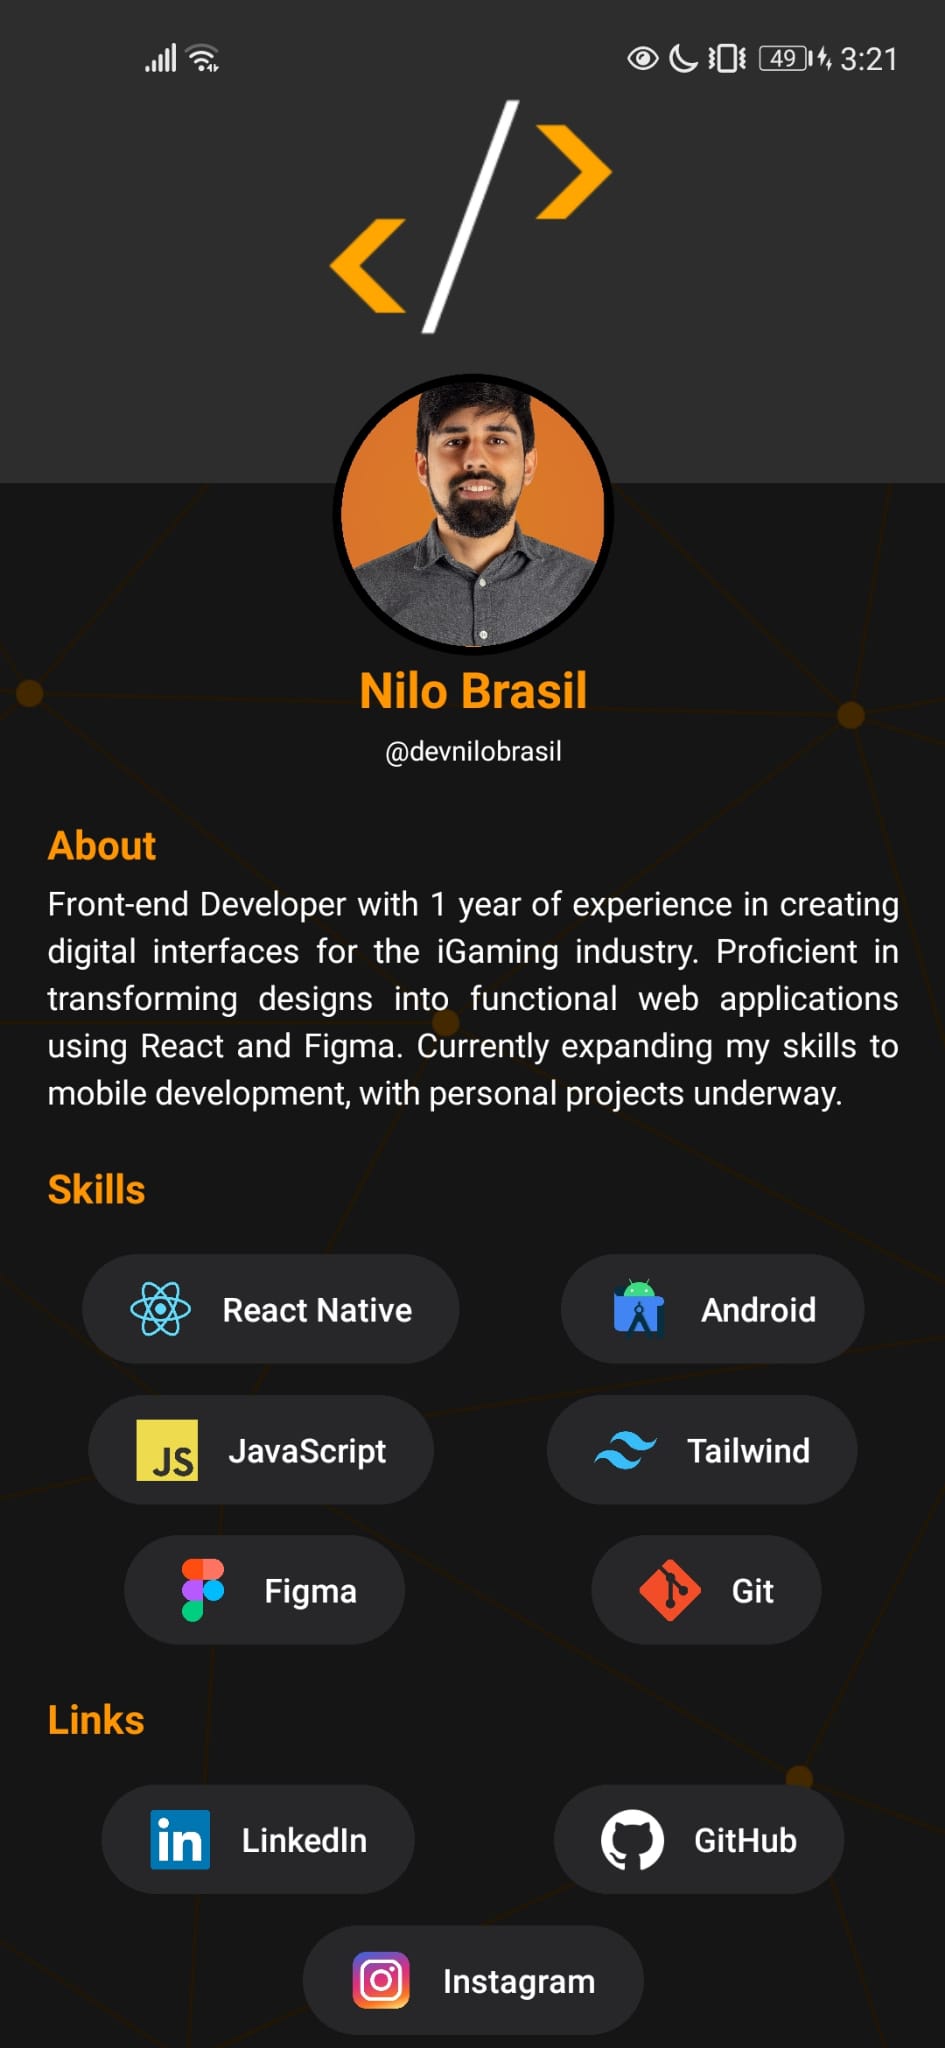 49 3:21
</>
Nilo Brasil
@devnilobrasil
About
Front-end Developer with 1 year of experience in creating
digital interfaces for the iGaming industry. Proficient in
transforming designs into functional web applications
using React and Figma. Currently expanding my skills to
mobile development, with personal projects underway.
Skills
React Native Android
JS JavaScript Tailwind
Figma Git
Links
in LinkedIn GitHub
Instagram